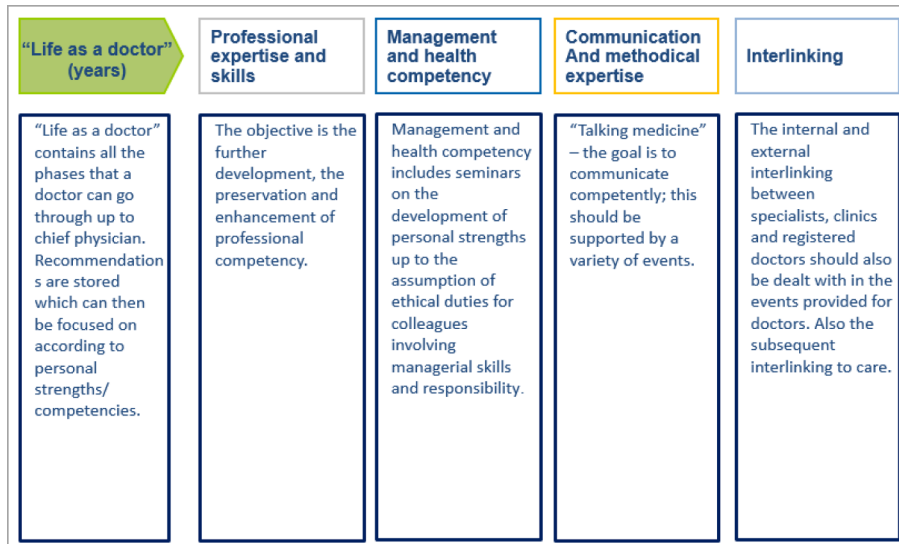 “Life as a doctor”
(years)
Professional
expertise and
skills
Management
and health
competency
Communication
And methodical
expertise
Interlinking
“Life as a doctor”
contains all the
phases that a
doctor can go
through up to
chief physician.
Recommendation
s are stored
which can then
be focused on
according to
personal
strengths/
competencies.
The objective is the
further
development, the
preservation and
enhancement of
professional
competency.
Management and
health competency
includes seminars
on the
development of
personal strengths
up to the
assumption of
ethical duties for
colleagues
involving
managerial skills
and responsibility.
“Talking medicine”
– the goal is to
communicate
competently; this
should be
supported by a
variety of events.
The internal and
external
interlinking
between
specialists, clinics
and registered
doctors should also
be dealt with in the
events provided for
doctors. Also the
subsequent
interlinking to care.